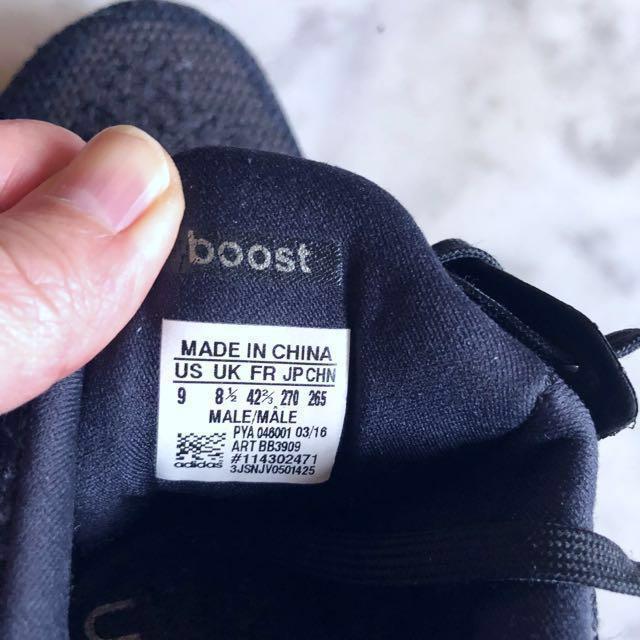 boost
MADE IN CHINA
US UK FR JP CHN
9 8½ 42⅔ 270 265
MALE/MÂLE
PYA 046001 03/16
ART BB3909
#114302471
adidas
3JSNJV0501425